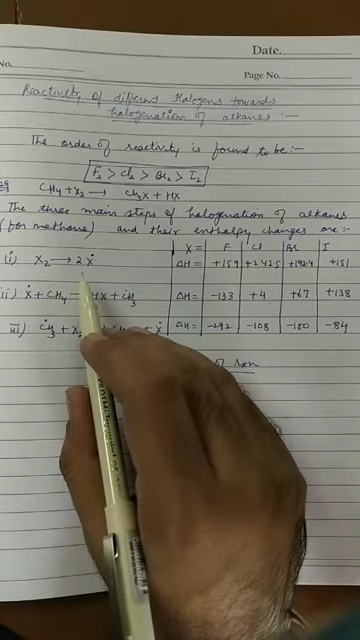 Date.
No.
Page No.
Reactivity of different Halogens towards
halogenation of alkanes :—
The order of reactivity is found to be:-
F2 > Cl2 > Br2 > I2
CH4 + X2 → CH3X + HX
The three main steps of halogenation of alkanes
(for methane) and their enthalpy changes are:
X = F Cl Br I
(i) X2 → 2Ẋ ΔH = +159 +242.5 +192.4 +151
ii) Ẋ + CH4 HX + ĊH3 ΔH = -133 +4 +67 +138
iii) ĊH3 + X2 + Ẋ ΔH = -292 -108 -100 -84
of rxn